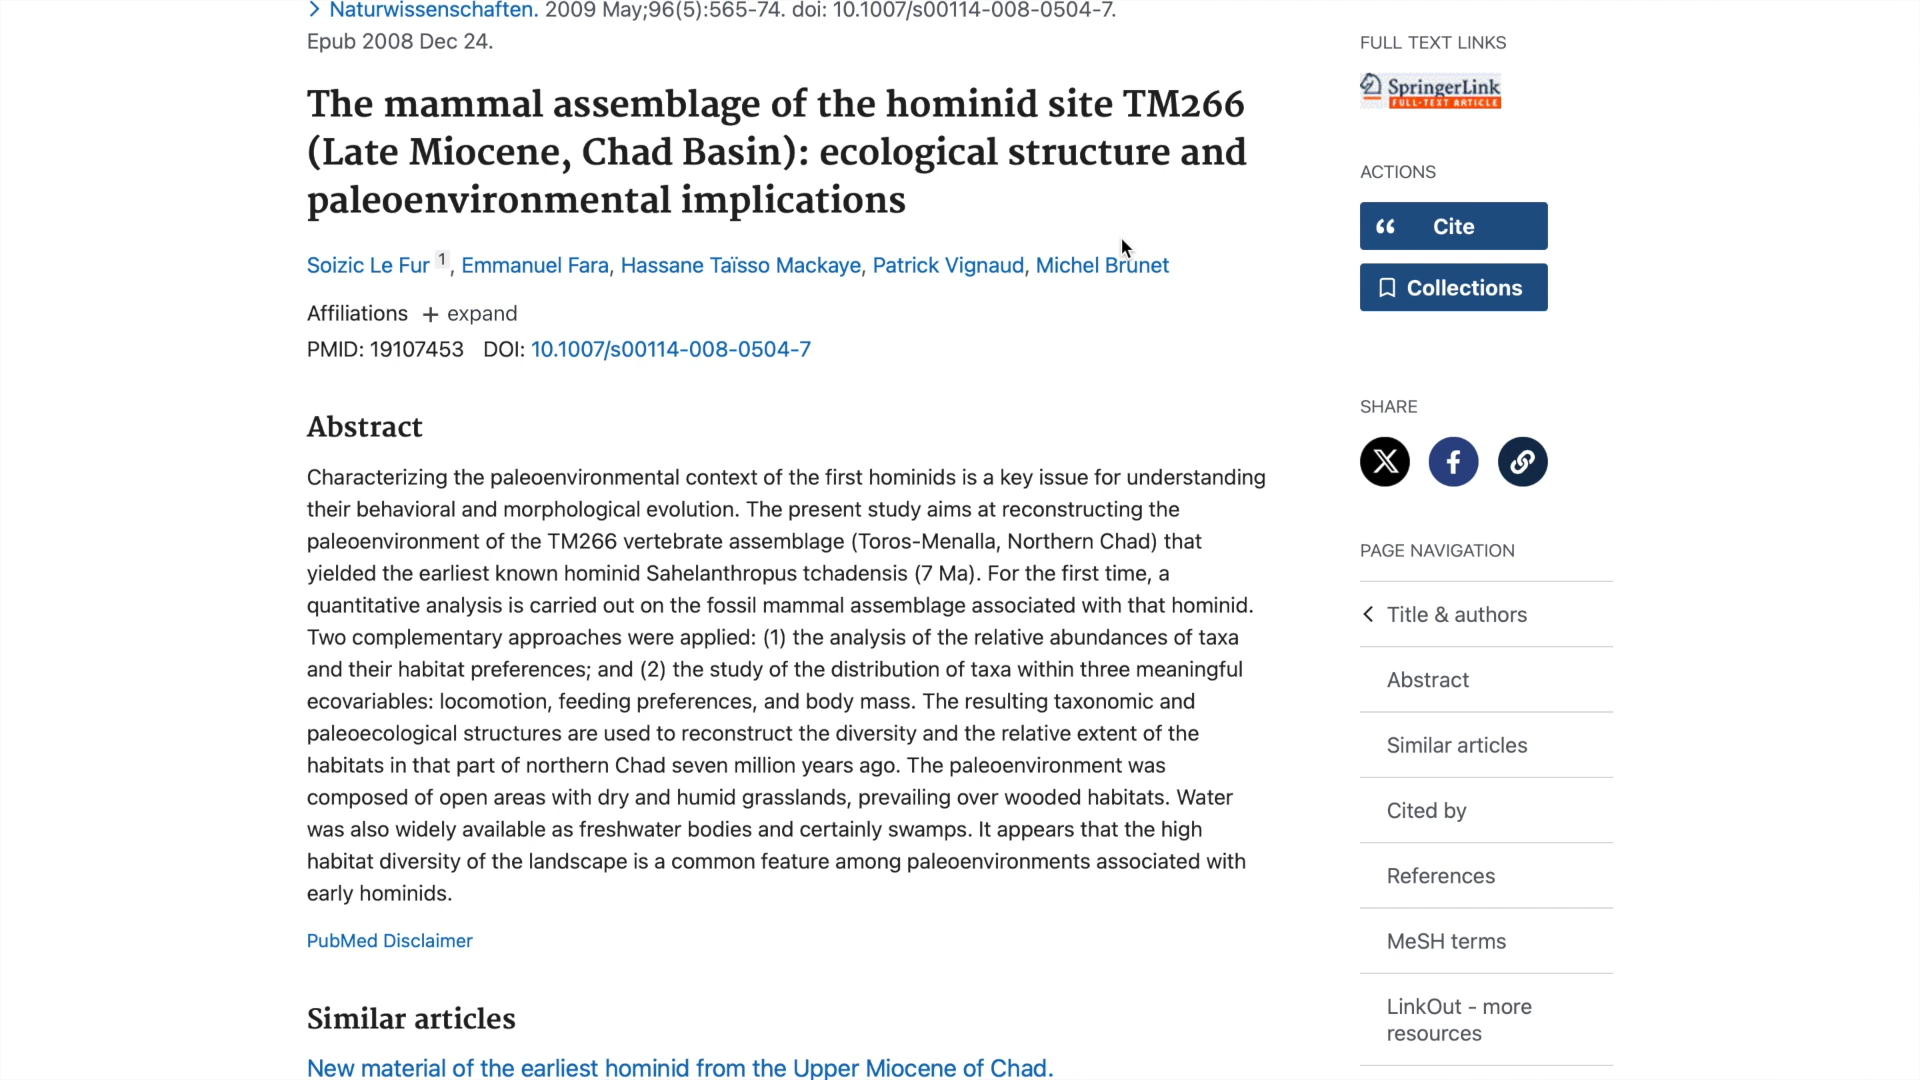 Naturwissenschaften. 2009 May;96(5):565-74. doi: 10.1007/s00114-008-0504-7.
Epub 2008 Dec 24.
The mammal assemblage of the hominid site TM266
(Late Miocene, Chad Basin): ecological structure and
paleoenvironmental implications
Soizic Le Fur 1, Emmanuel Fara, Hassane Taïsso Mackaye, Patrick Vignaud, Michel Brunet
Affiliations + expand
PMID: 19107453 DOI: 10.1007/s00114-008-0504-7
Abstract
Characterizing the paleoenvironmental context of the first hominids is a key issue for understanding
their behavioral and morphological evolution. The present study aims at reconstructing the
paleoenvironment of the TM266 vertebrate assemblage (Toros-Menalla, Northern Chad) that
yielded the earliest known hominid Sahelanthropus tchadensis (7 Ma). For the first time, a
quantitative analysis is carried out on the fossil mammal assemblage associated with that hominid.
Two complementary approaches were applied: (1) the analysis of the relative abundances of taxa
and their habitat preferences; and (2) the study of the distribution of taxa within three meaningful
ecovariables: locomotion, feeding preferences, and body mass. The resulting taxonomic and
paleoecological structures are used to reconstruct the diversity and the relative extent of the
habitats in that part of northern Chad seven million years ago. The paleoenvironment was
composed of open areas with dry and humid grasslands, prevailing over wooded habitats. Water
was also widely available as freshwater bodies and certainly swamps. It appears that the high
habitat diversity of the landscape is a common feature among paleoenvironments associated with
early hominids.
PubMed Disclaimer
Similar articles
New material of the earliest hominid from the Upper Miocene of Chad.
FULL TEXT LINKS
SpringerLink
FULL-TEXT ARTICLE
ACTIONS
Cite
Collections
SHARE
PAGE NAVIGATION
Title & authors
Abstract
Similar articles
Cited by
References
MeSH terms
LinkOut - more
resources